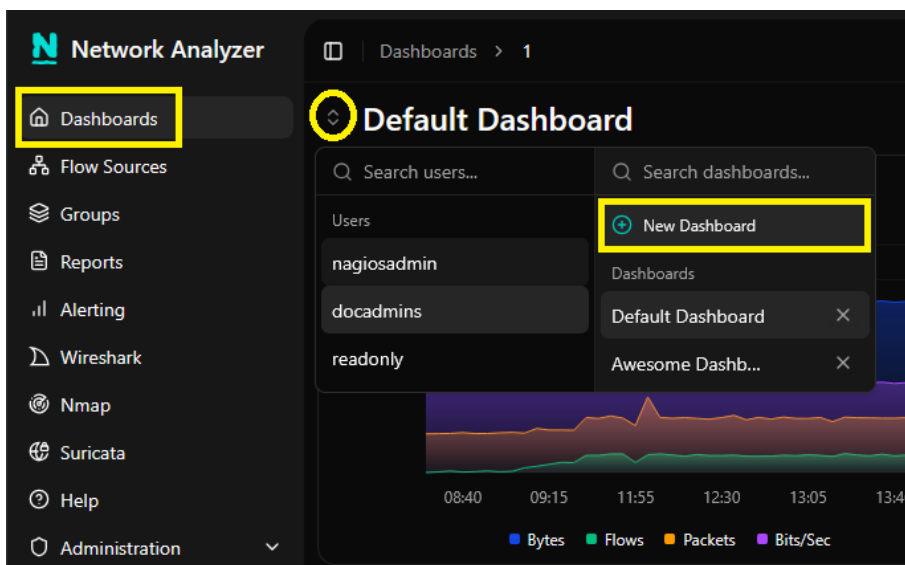 Network Analyzer
Dashboards
Flow Sources
Groups
Reports
Alerting
Wireshark
Nmap
Suricata
Help
Administration
Dashboards > 1
Default Dashboard
Search users...
Users
nagiosadmin
docadmins
readonly
Search dashboards...
New Dashboard
Dashboards
Default Dashboard
Awesome Dashb...
08:40 09:15 11:55 12:30 13:05 13:4
Bytes Flows Packets Bits/Sec